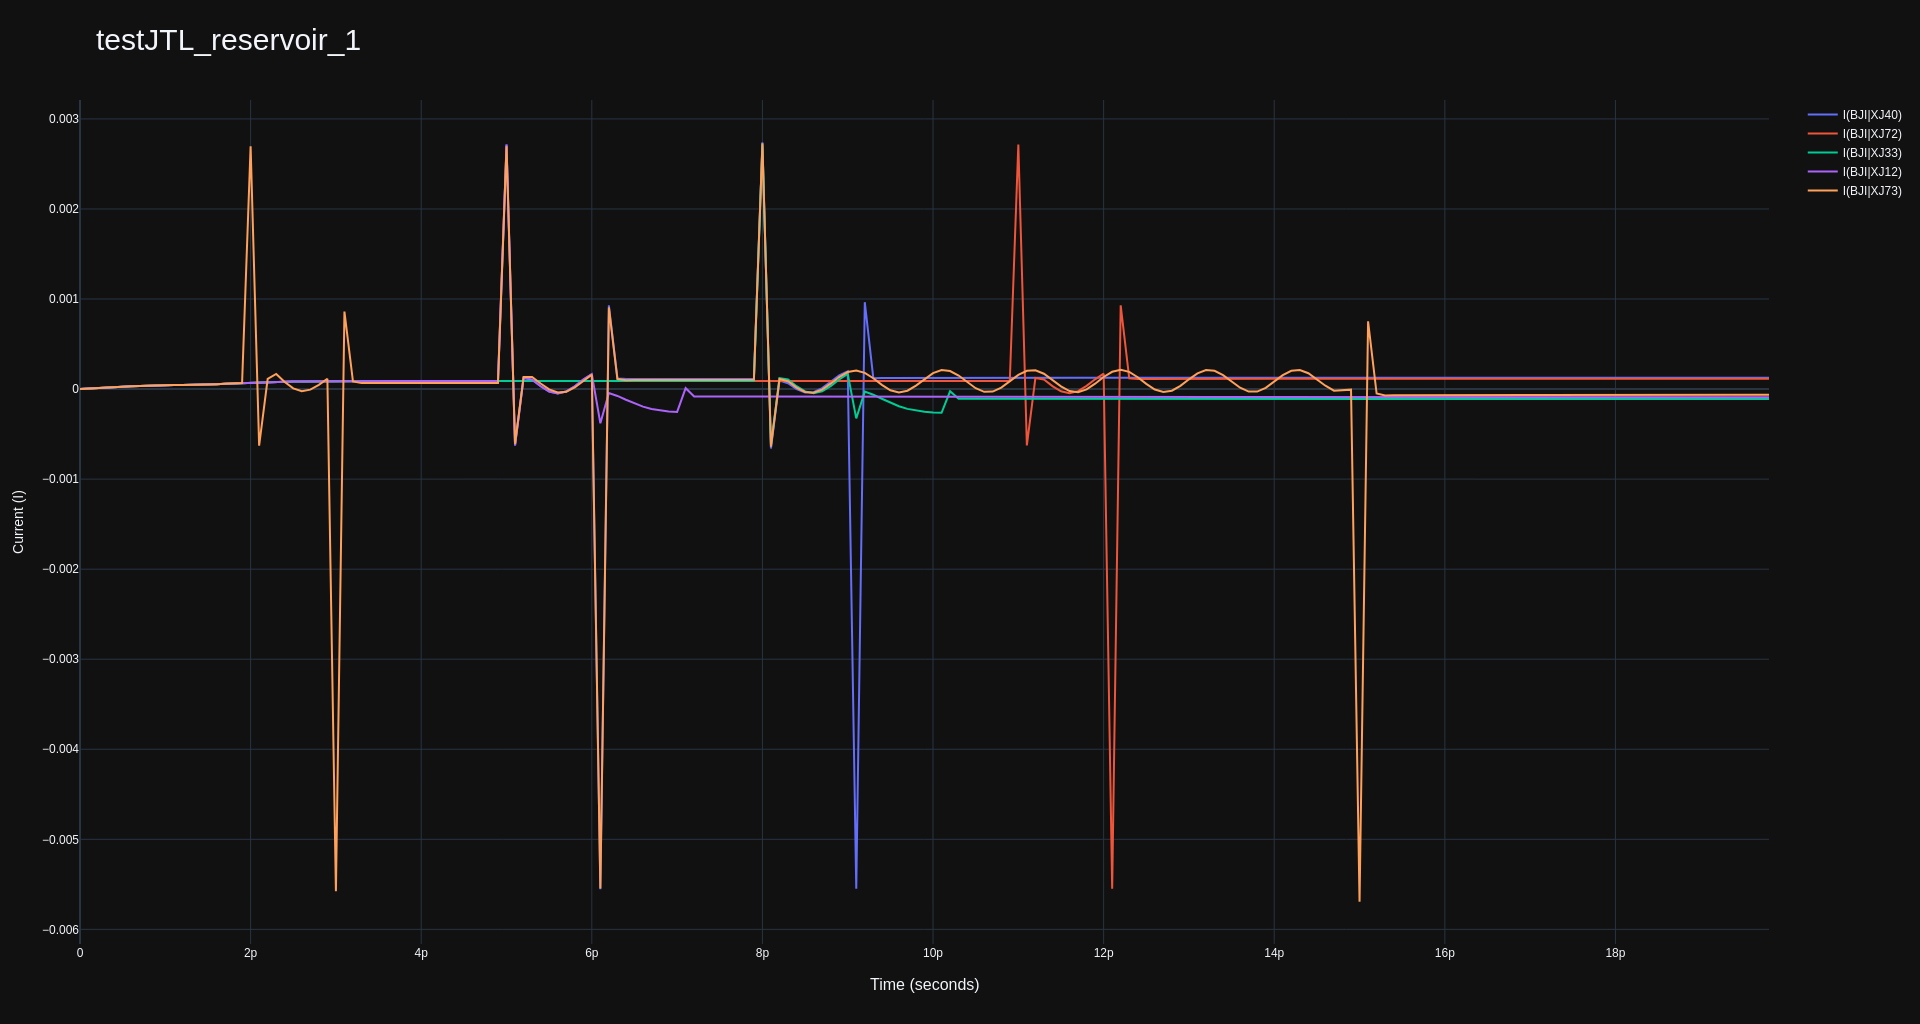 testJTL_reservoir_1
I(BJI|XJ40)
I(BJI|XJ72)
I(BJI|XJ33)
I(BJI|XJ12)
I(BJI|XJ73)
0.003
0.002
0.001
0
−0.001
−0.002
−0.003
−0.004
−0.005
−0.006
Current (I)
0 2p 4p 6p 8p 10p 12p 14p 16p 18p
Time (seconds)